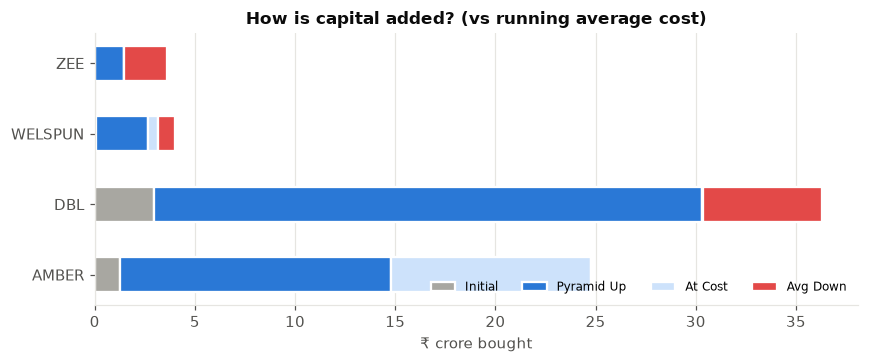 How is capital added? (vs running average cost)
ZEE
WELSPUN
DBL
AMBER
Initial Pyramid Up At Cost Avg Down
0 5 10 15 20 25 30 35
₹ crore bought